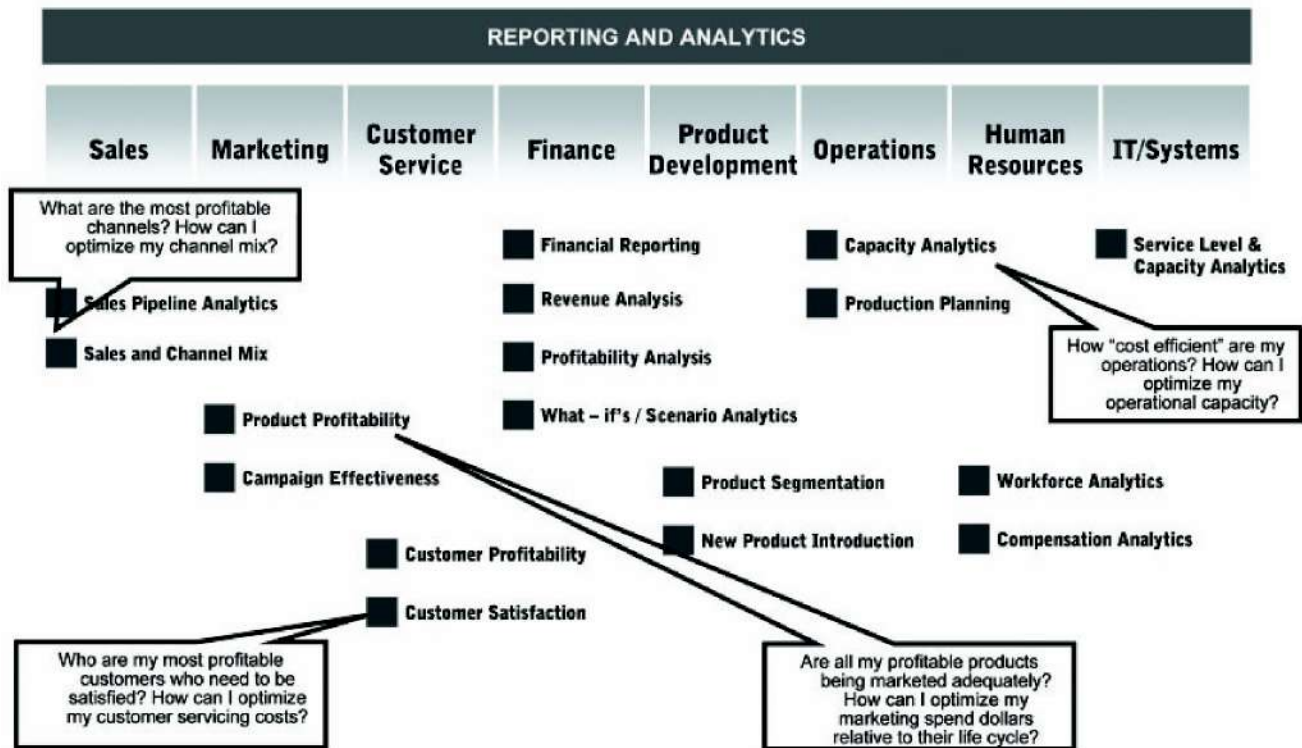 REPORTING AND ANALYTICS
Sales
Marketing
Customer
Service
Finance
Product
Development
Operations
Human
Resources
IT/Systems
What are the most profitable
channels? How can I
optimize my channel mix?
Sales Pipeline Analytics
Sales and Channel Mix
Product Profitability
Campaign Effectiveness
Customer Profitability
Customer Satisfaction
Who are my most profitable
customers who need to be
satisfied? How can I optimize
my customer servicing costs?
Financial Reporting
Revenue Analysis
Profitability Analysis
What – if's / Scenario Analytics
Product Segmentation
New Product Introduction
Are all my profitable products
being marketed adequately?
How can I optimize my
marketing spend dollars
relative to their life cycle?
Capacity Analytics
Production Planning
Workforce Analytics
Compensation Analytics
Service Level &
Capacity Analytics
How “cost efficient” are my
operations? How can I
optimize my
operational capacity?